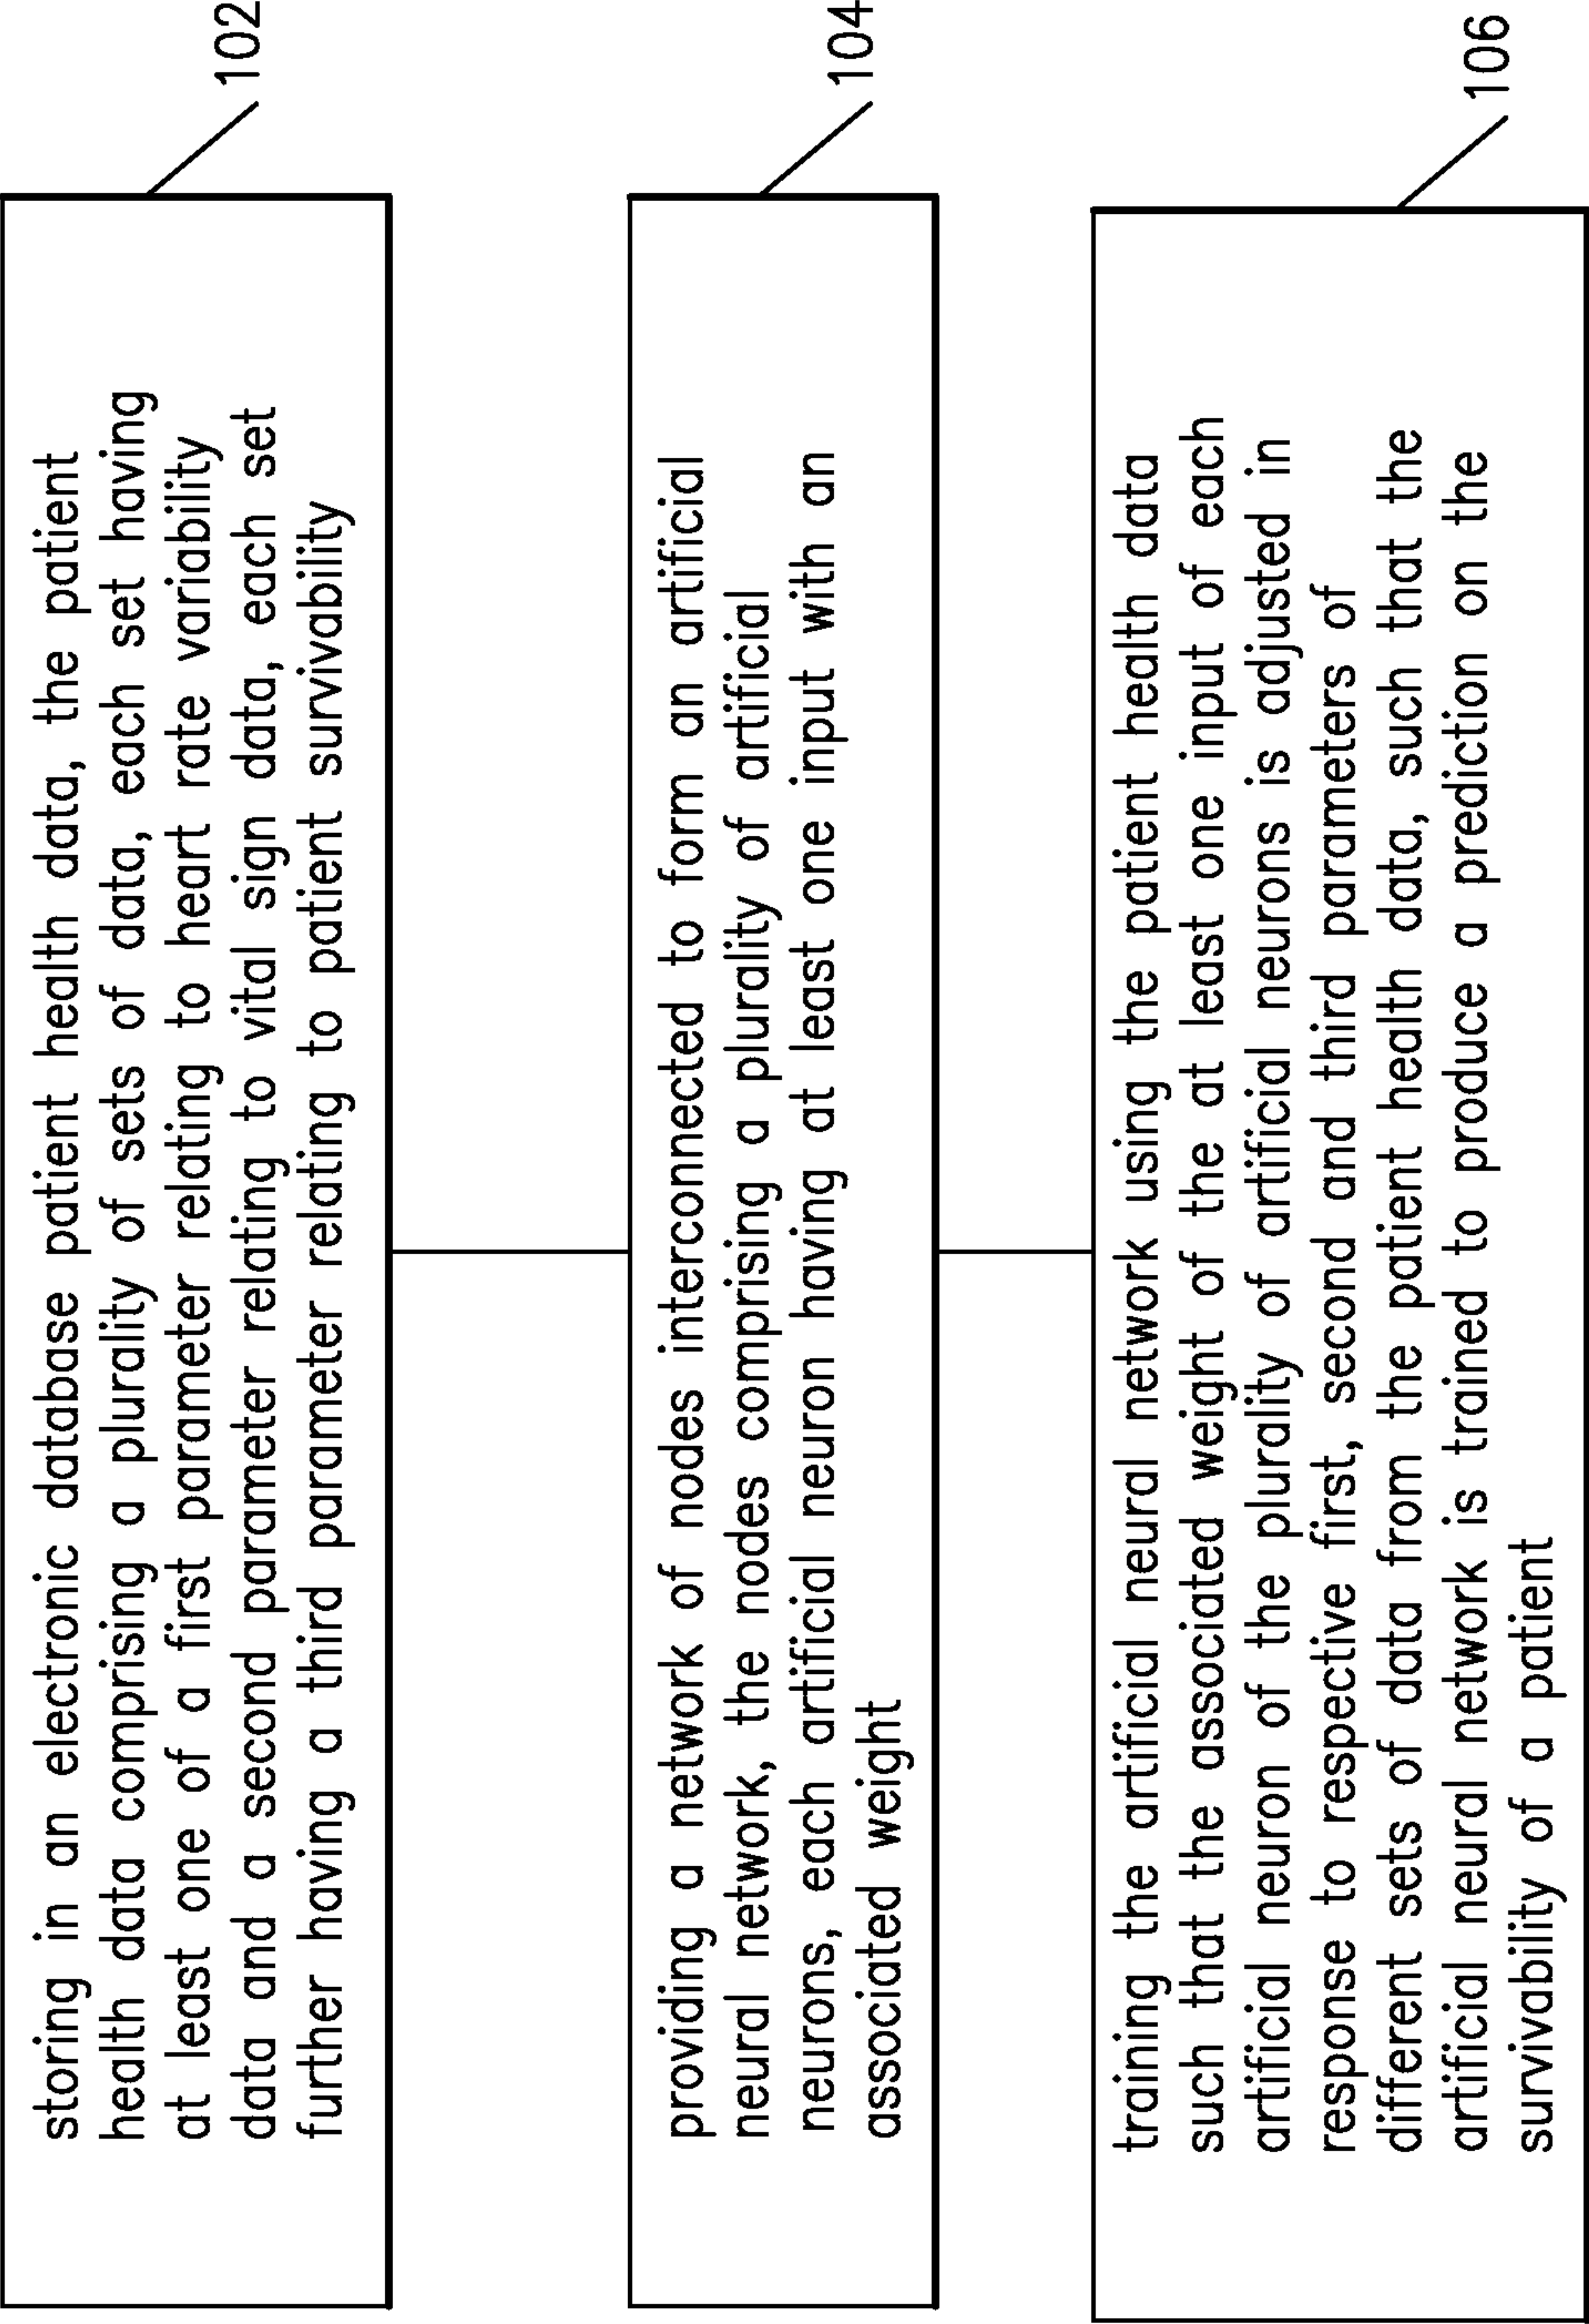 storing in an electronic database patient health data, the patient
health data comprising a plurality of sets of data, each set having
at least one of a first parameter relating to heart rate variability
data and a second parameter relating to vital sign data, each set
further having a third parameter relating to patient survivability
102
providing a network of nodes interconnected to form an artificial
neural network, the nodes comprising a plurality of artificial
neurons, each artificial neuron having at least one input with an
associated weight
104
training the artificial neural network using the patient health data
such that the associated weight of the at least one input of each
artificial neuron of the plurality of artificial neurons is adjusted in
response to respective first, second and third parameters of
different sets of data from the patient health data, such that the
artificial neural network is trained to produce a prediction on the
survivability of a patient
106